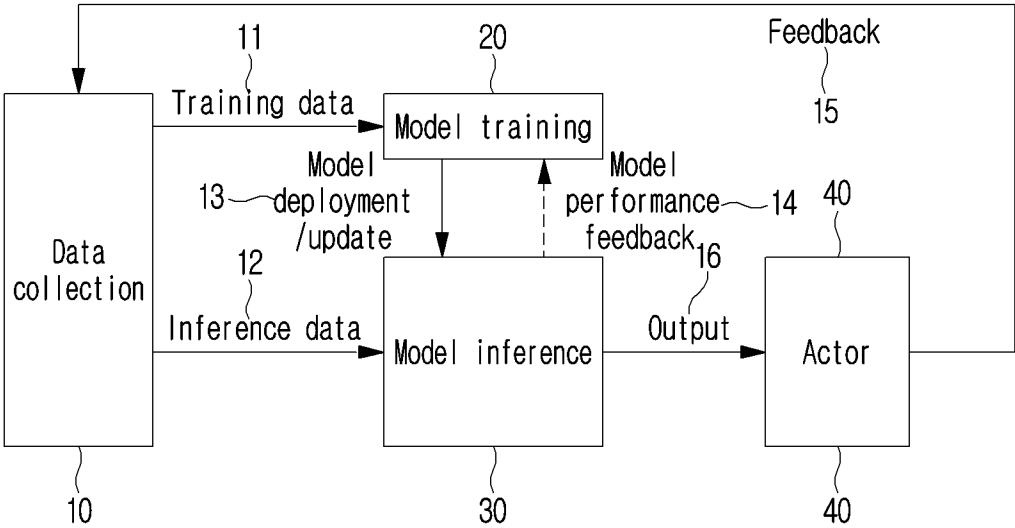 Feedback
15
11
Training data
20
Model training
Model
deployment
/update
13
Model
performance
feedback
14
Data
collection
10
12
Inference data
Model inference
30
16
Output
40
Actor
40